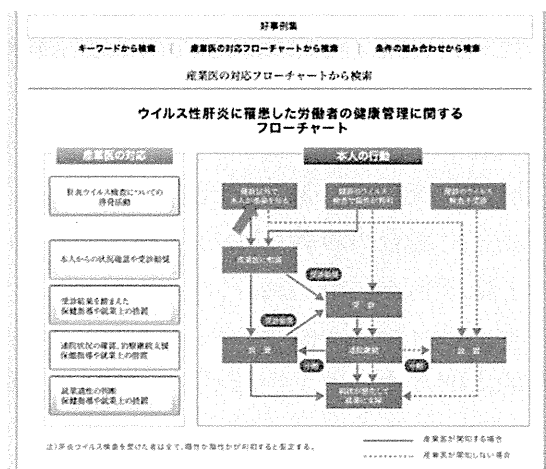 好事例集
キーワードから検索 産業医の対応フローチャートから検索 条件の組み合わせから検索
産業医の対応フローチャートから検索
ウイルス性肝炎に罹患した労働者の健康管理に関する
フローチャート
産業医の対応
本人の行動
肝炎ウイルス検査についての
啓発活動
本人からの状況確認や受診勧奨
受診結果を踏まえた
保健指導や就業上の措置
通院状況の確認、治療継続支援
保健指導や就業上の措置
就業適性の判断
保健指導や就業上の措置
産業医に相談
受診
通院継続
放置
放置
中断
中断
注)肝炎ウイルス検査を受けた者は全て、陽性か陰性かが判明すると仮定する。
産業医が関知する場合
産業医が関知しない場合